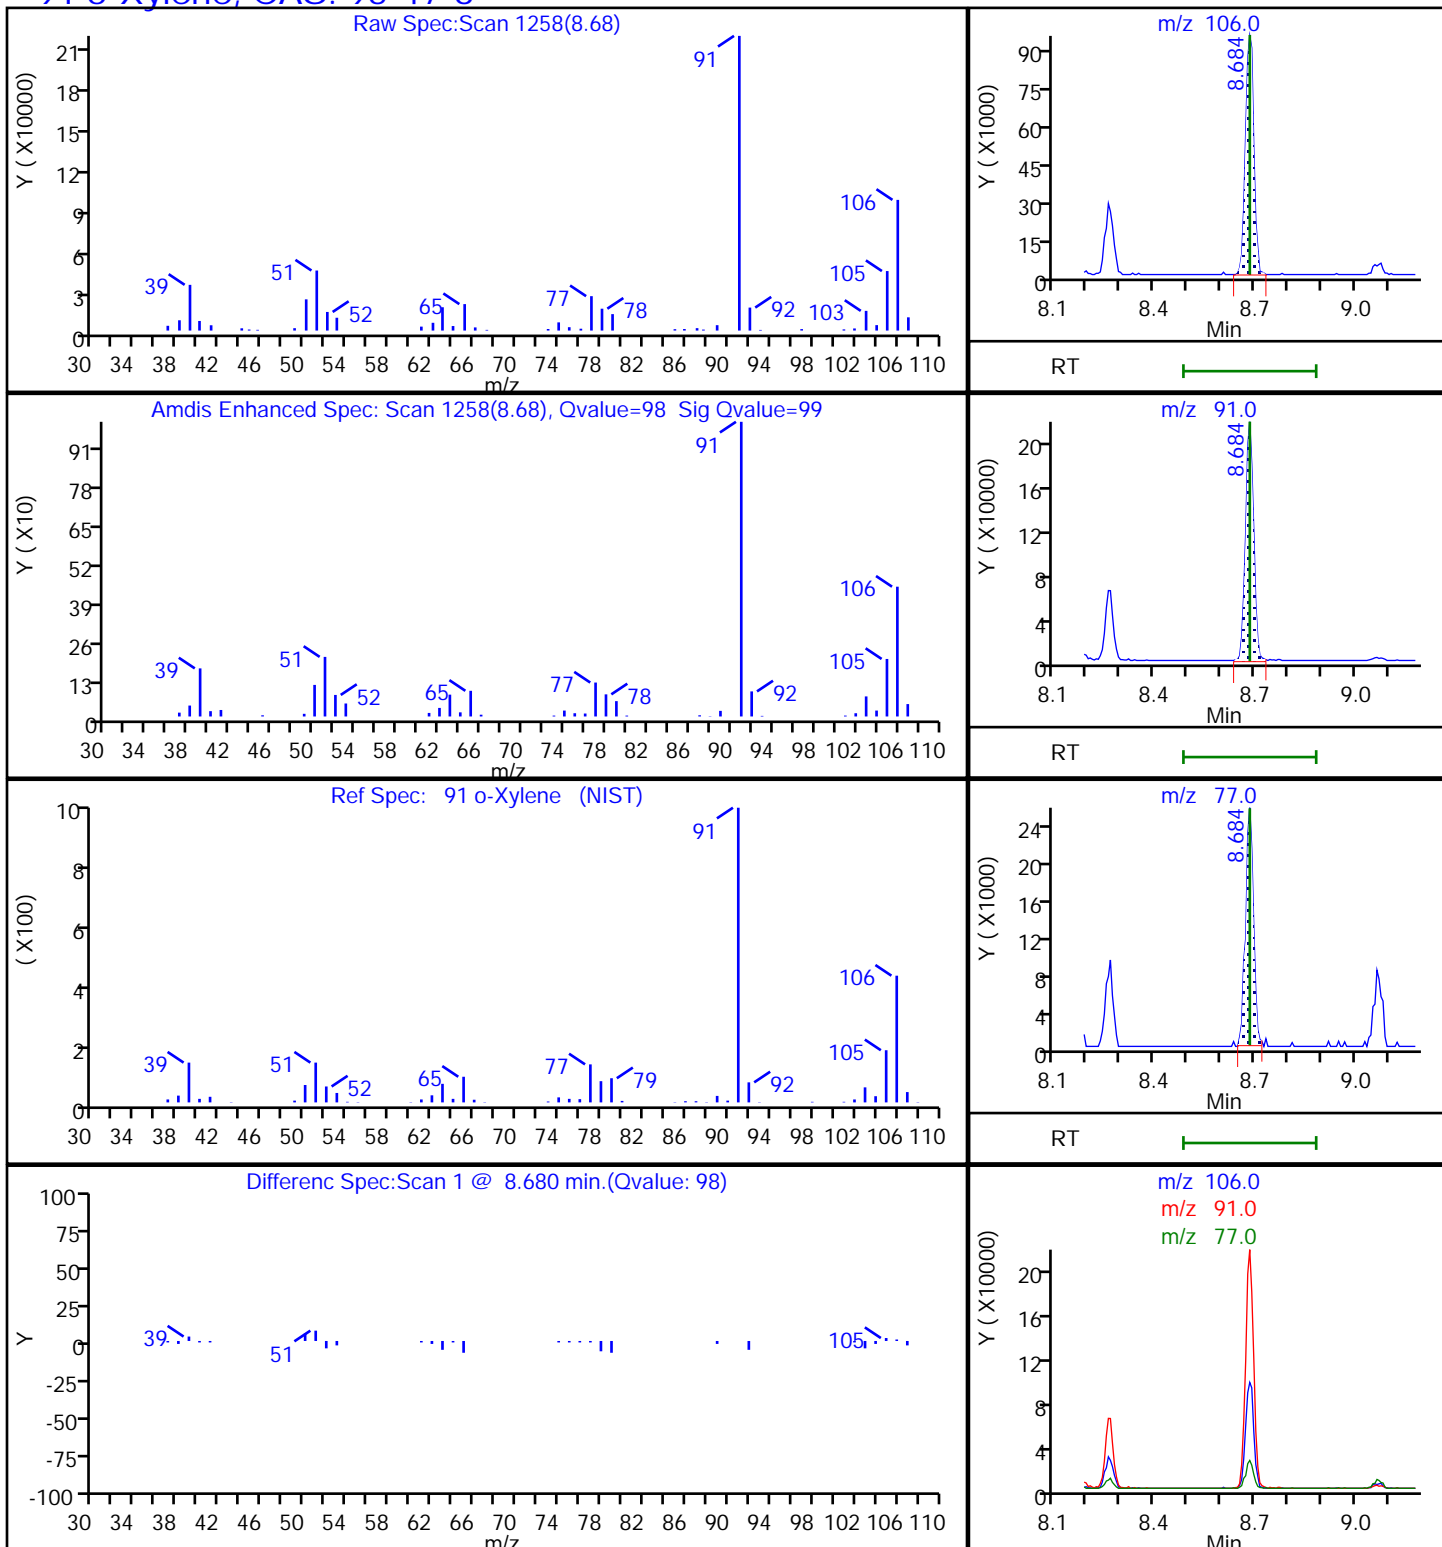 91 o-Xylene, CAS: 95-47-6
Raw Spec:Scan 1258(8.68)
Y ( X10000)
21
18
15
12
9
6
3
0
39
51
52
65
77
78
91
92
103
105
106
30 34 38 42 46 50 54 58 62 66 70 74 78 82 86 90 94 98 102 106 110
m/z
m/z 106.0
Y ( X1000)
90
75
60
45
30
15
0
8.684
8.1 8.4 8.7 9.0
Min
RT
Amdis Enhanced Spec: Scan 1258(8.68), Qvalue=98 Sig Qvalue=99
Y ( X10)
91
78
65
52
39
26
13
0
39
51
52
65
77
78
91
92
105
106
30 34 38 42 46 50 54 58 62 66 70 74 78 82 86 90 94 98 102 106 110
m/z
m/z 91.0
Y ( X10000)
20
16
12
8
4
0
8.684
8.1 8.4 8.7 9.0
Min
RT
Ref Spec: 91 o-Xylene (NIST)
( X100)
10
8
6
4
2
0
39
51
52
65
77
79
91
92
105
106
30 34 38 42 46 50 54 58 62 66 70 74 78 82 86 90 94 98 102 106 110
m/z
m/z 77.0
Y ( X1000)
24
20
16
12
8
4
0
8.684
8.1 8.4 8.7 9.0
Min
RT
Differenc Spec:Scan 1 @ 8.680 min.(Qvalue: 98)
Y
100
75
50
25
0
-25
-50
-75
-100
39
51
105
30 34 38 42 46 50 54 58 62 66 70 74 78 82 86 90 94 98 102 106 110
m/z
m/z 106.0
m/z 91.0
m/z 77.0
Y ( X10000)
20
16
12
8
4
0
8.1 8.4 8.7 9.0
Min